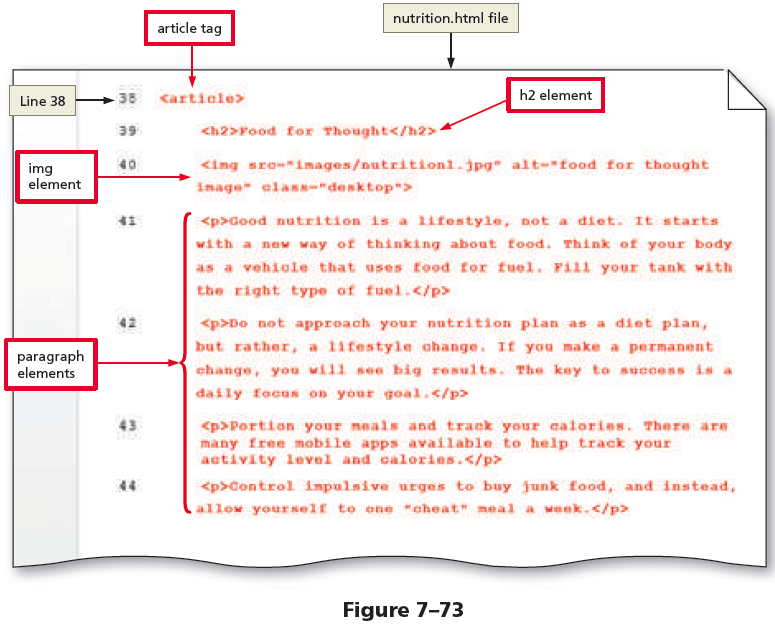 article tag
nutrition.html file
Line 38
38 <article>
h2 element
39 <h2>Food for Thought</h2>
img
element
40 <img src="images/nutrition1.jpg" alt="food for thought
image" class="desktop">
41 <p>Good nutrition is a lifestyle, not a diet. It starts
with a new way of thinking about food. Think of your body
as a vehicle that uses food for fuel. Fill your tank with
the right type of fuel.</p>
42 <p>Do not approach your nutrition plan as a diet plan,
but rather, a lifestyle change. If you make a permanent
paragraph
elements
change, you will see big results. The key to success is a
daily focus on your goal.</p>
43 <p>Portion your meals and track your calories. There are
many free mobile apps available to help track your
activity level and calories.</p>
44 <p>Control impulsive urges to buy junk food, and instead,
allow yourself to one "cheat" meal a week.</p>
Figure 7–73